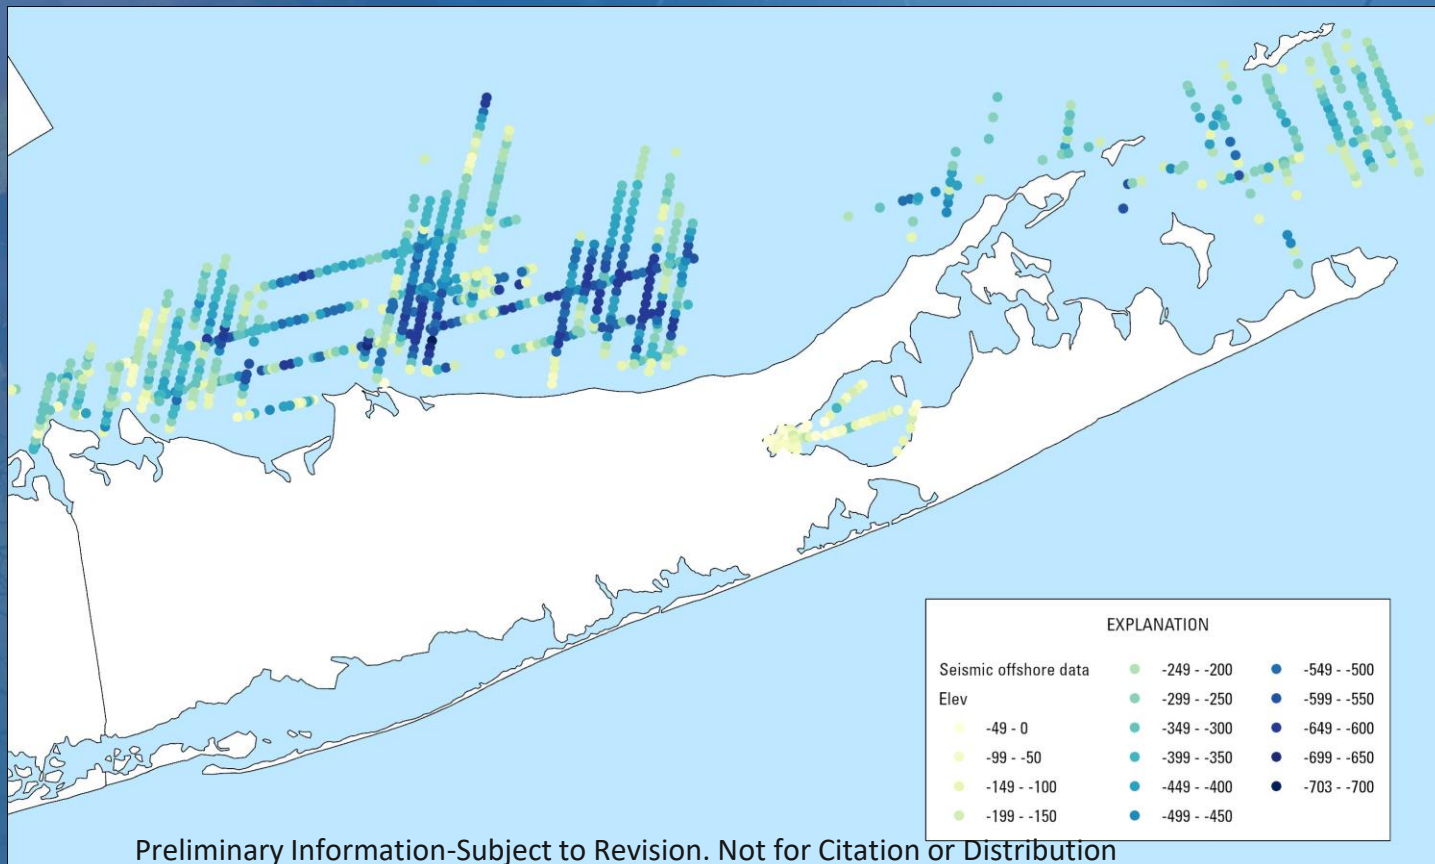 EXPLANATION
Seismic offshore data
Elev
-49 - 0
-99 - -50
-149 - -100
-199 - -150
-249 - -200
-299 - -250
-349 - -300
-399 - -350
-449 - -400
-499 - -450
-549 - -500
-599 - -550
-649 - -600
-699 - -650
-703 - -700
Preliminary Information-Subject to Revision. Not for Citation or Distribution